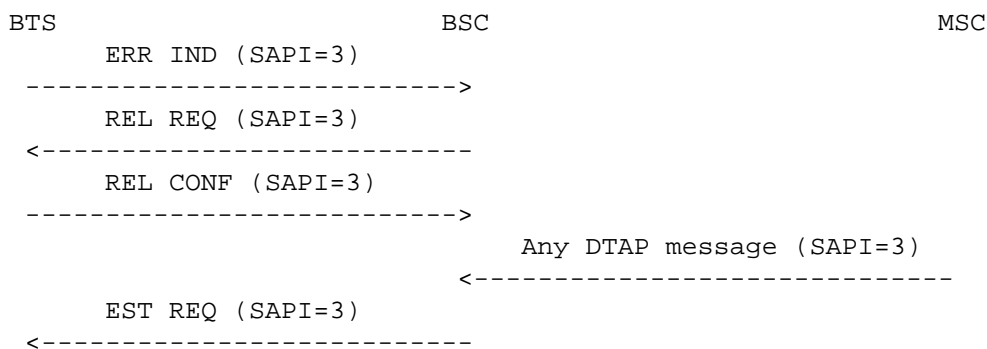 BTS BSC MSC
ERR IND (SAPI=3)
--------------------------->
REL REQ (SAPI=3)
<---------------------------
REL CONF (SAPI=3)
--------------------------->
Any DTAP message (SAPI=3)
<------------------------------
EST REQ (SAPI=3)
<---------------------------